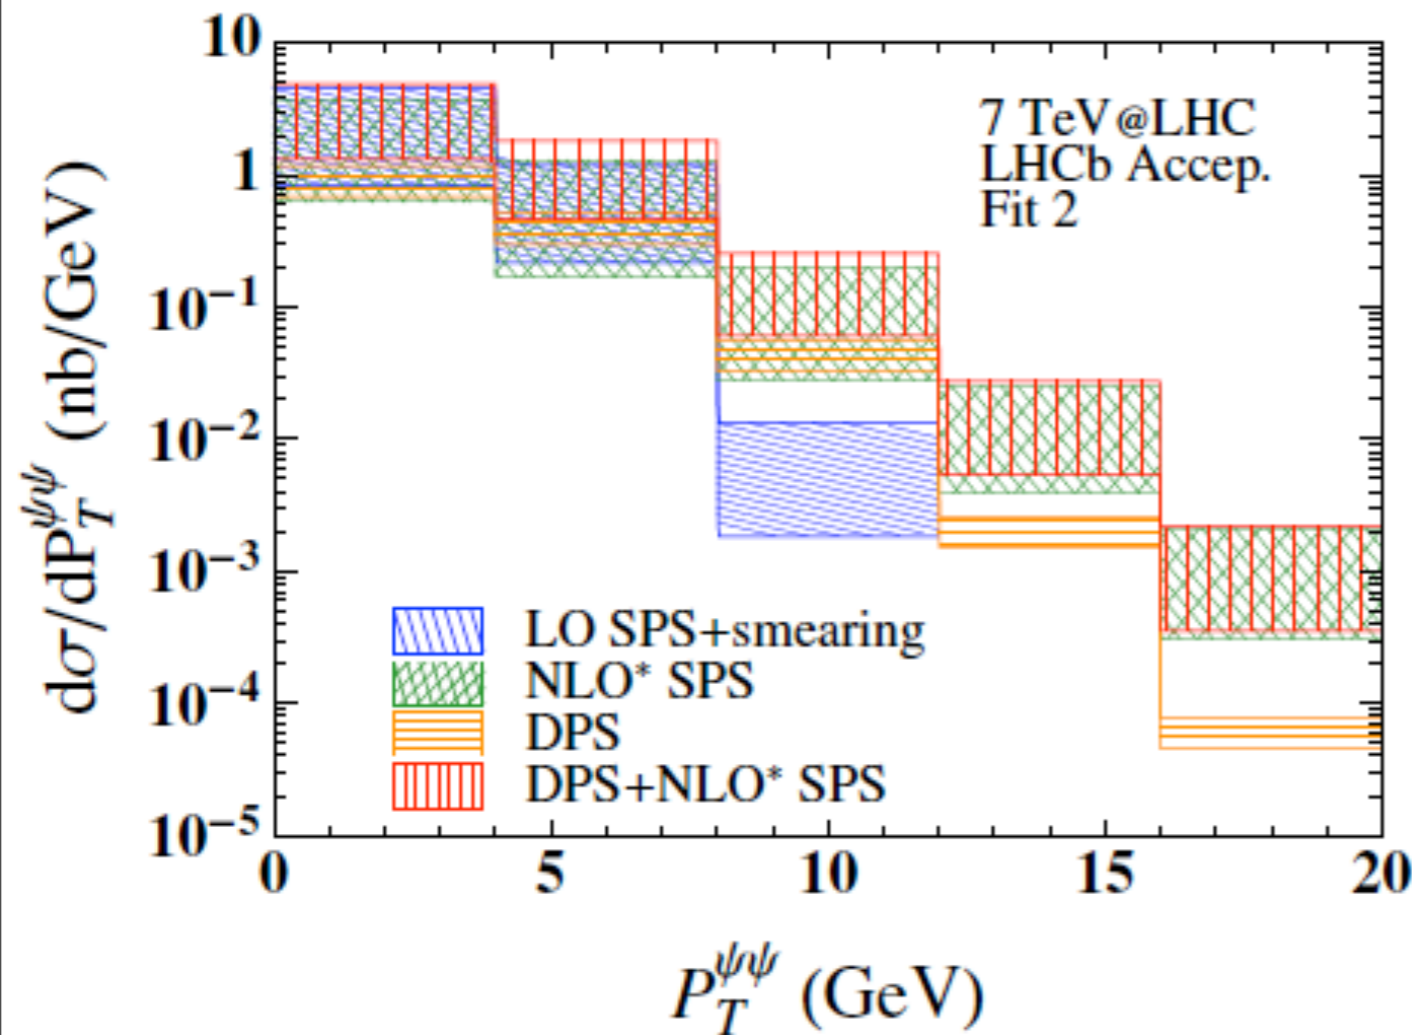 10
1
10⁻¹
10⁻²
10⁻³
10⁻⁴
10⁻⁵
dσ/dP_T^ψψ (nb/GeV)
7 TeV@LHC
LHCb Accep.
Fit 2
LO SPS+smearing
NLO* SPS
DPS
DPS+NLO* SPS
0 5 10 15 20
P_T^ψψ (GeV)